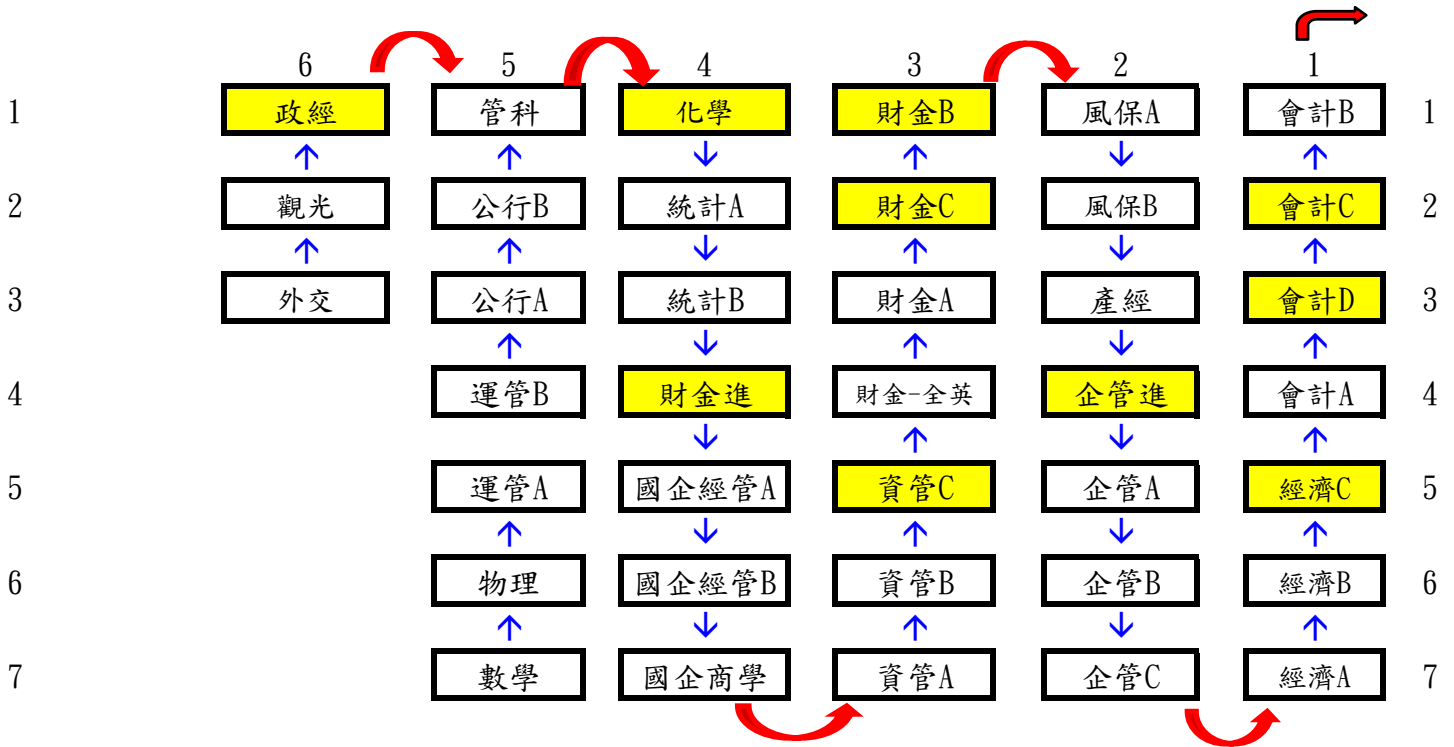 6 5 4 3 2 1
1 政經 管科 化學 財金B 風保A 會計B 1
2 觀光 公行B 統計A 財金C 風保B 會計C 2
3 外交 公行A 統計B 財金A 產經 會計D 3
4 運管B 財金進 財金-全英 企管進 會計A 4
5 運管A 國企經管A 資管C 企管A 經濟C 5
6 物理 國企經管B 資管B 企管B 經濟B 6
7 數學 國企商學 資管A 企管C 經濟A 7